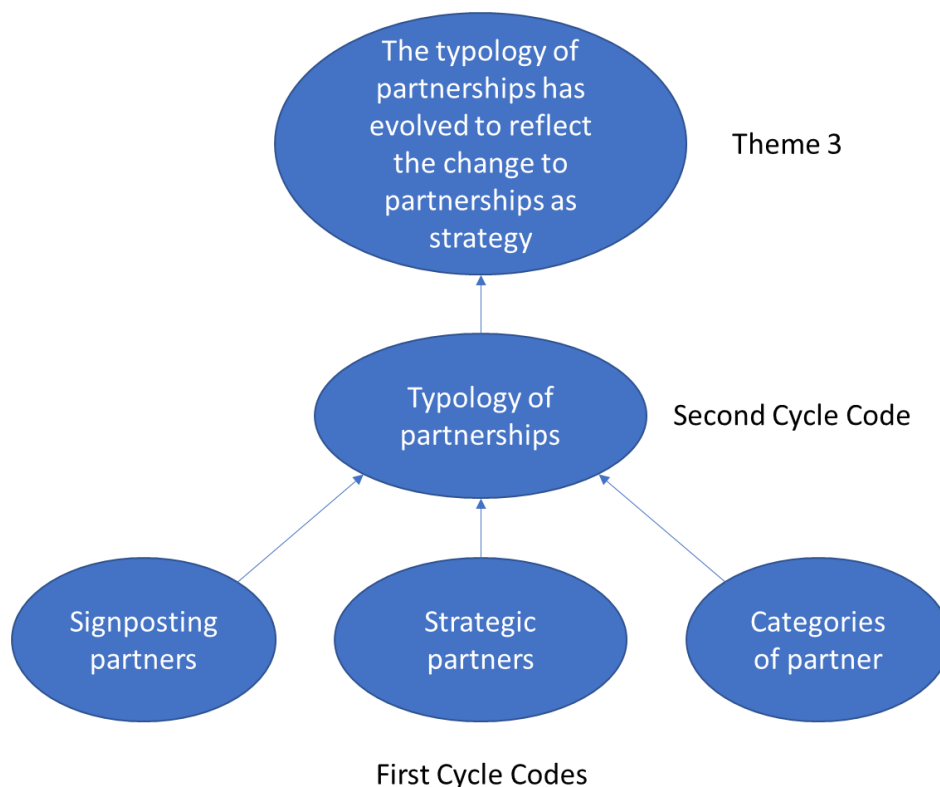 The typology of
partnerships has
evolved to reflect
the change to
partnerships as
strategy
Theme 3
Typology of
partnerships
Second Cycle Code
Signposting
partners
Strategic
partners
Categories
of partner
First Cycle Codes